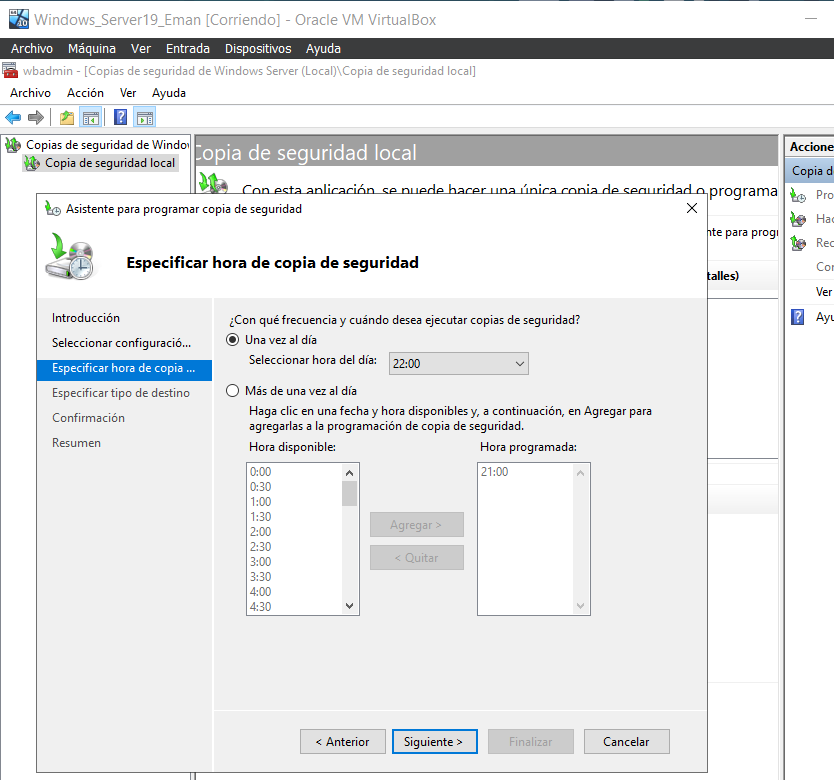 Windows_Server19_Eman [Corriendo] - Oracle VM VirtualBox
Archivo Máquina Ver Entrada Dispositivos Ayuda
wbadmin - [Copias de seguridad de Windows Server (Local)\Copia de seguridad local]
Archivo Acción Ver Ayuda
Copias de seguridad de Windo
Copia de seguridad local
Copia de seguridad local
Con esta aplicación, se puede hacer una única copia de seguridad o programa
nte para progr
talles)
Accione
Copia d
Pro
Hac
Rec
Con
Ver
Ayu
Asistente para programar copia de seguridad
Especificar hora de copia de seguridad
Introducción
Seleccionar configuració...
Especificar hora de copia ...
Especificar tipo de destino
Confirmación
Resumen
¿Con qué frecuencia y cuándo desea ejecutar copias de seguridad?
Una vez al día
Seleccionar hora del día: 22:00
Más de una vez al día
Haga clic en una fecha y hora disponibles y, a continuación, en Agregar para
agregarlas a la programación de copia de seguridad.
Hora disponible: Hora programada:
0:00
0:30
1:00
1:30
2:00
2:30
3:00
3:30
4:00
4:30
Agregar >
< Quitar
21:00
< Anterior Siguiente > Finalizar Cancelar